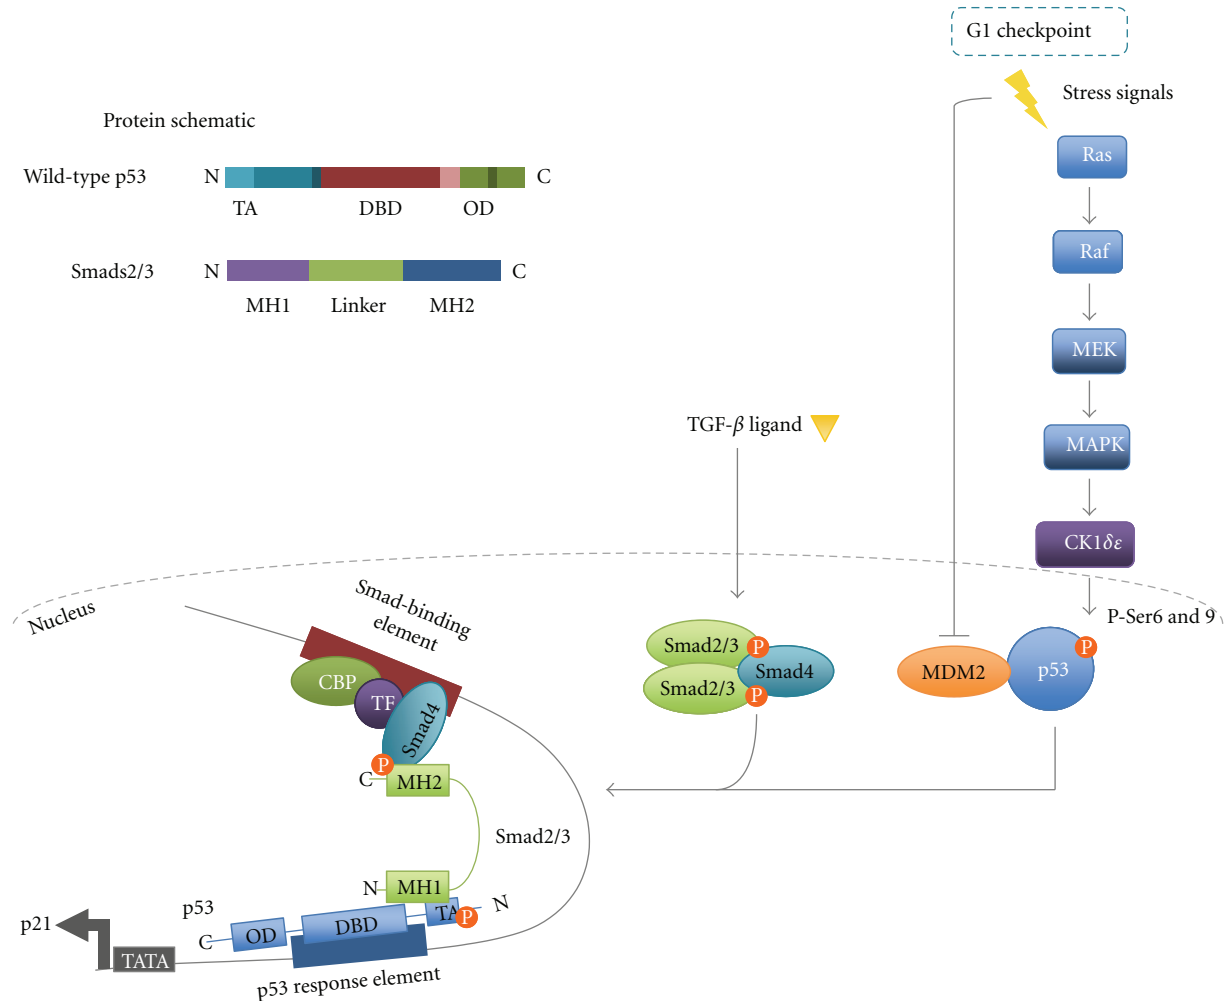 G1 checkpoint
Stress signals
Protein schematic
Wild-type p53
N
C
TA
DBD
OD
Smads2/3
N
C
MH1
Linker
MH2
Ras
Raf
MEK
MAPK
CK1δε
P-Ser6 and 9
TGF-β ligand
Nucleus
Smad-binding
element
CBP
TF
Smad4
P
C
MH2
Smad2/3
N
MH1
p53
C
OD
DBD
TA
P
N
p21
TATA
p53 response element
Smad2/3
P
Smad4
Smad2/3
P
MDM2
p53
P